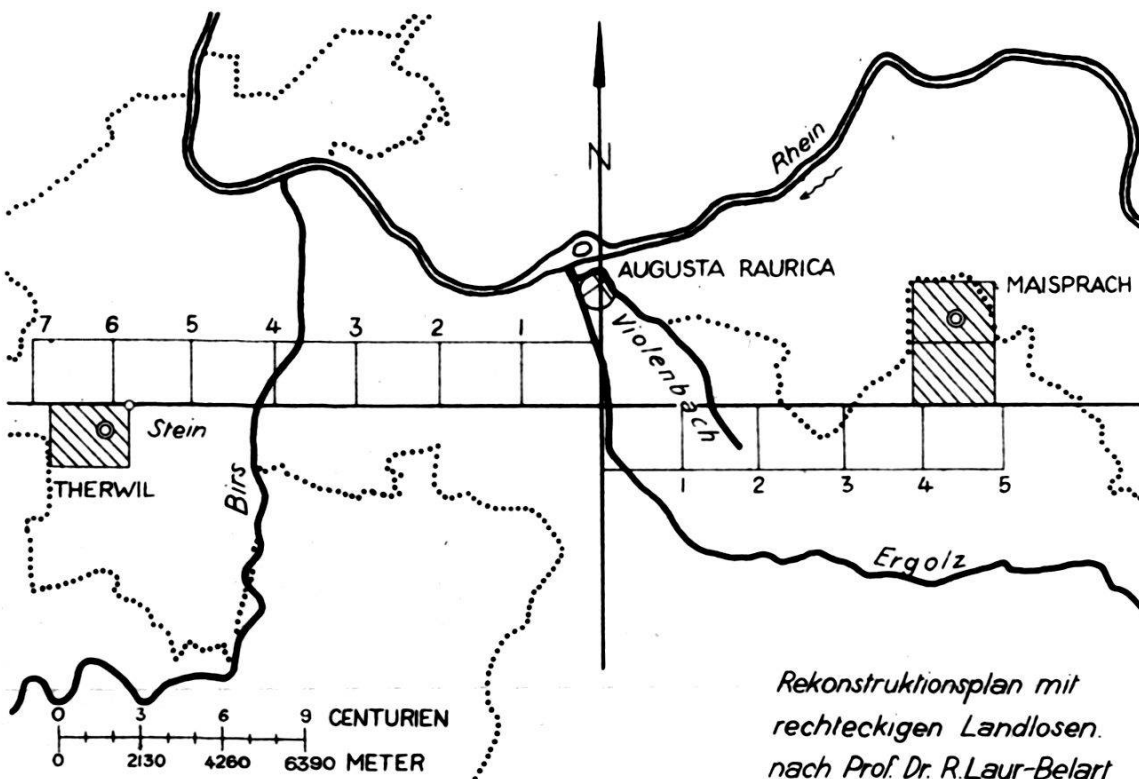 N
Rhein
AUGUSTA RAURICA
MAISPRACH
7 6 5 4 3 2 1
Violenbach
Stein
THERWIL
Birs
1 2 3 4 5
Ergolz
0 3 6 9 CENTURIEN
0 2130 4260 6390 METER
Rekonstruktionsplan mit
rechteckigen Landlosen.
nach Prof. Dr. R. Laur-Belart